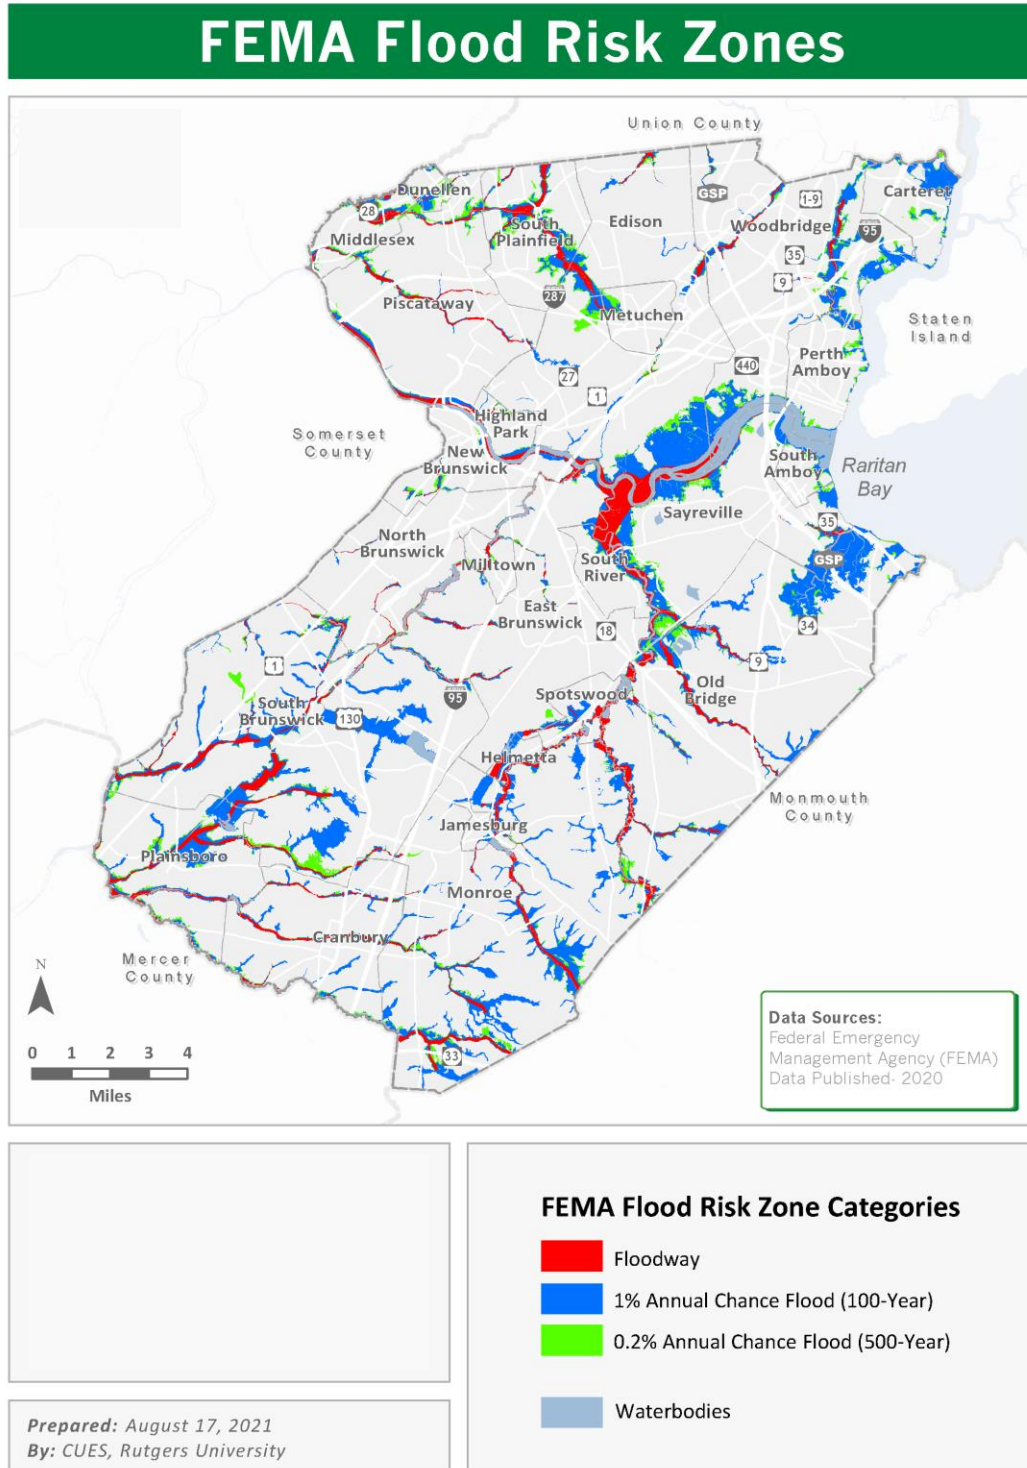 FEMA Flood Risk Zones
Union County
Dunellen
GSP
1-9
Carteret
28
South
Plainfield
Edison
Woodbridge
95
Middlesex
35
9
287
Piscataway
Metuchen
Staten
Island
Perth
Amboy
440
27
1
Highland
Park
Somerset
County
New
Brunswick
South
Amboy
Raritan
Bay
Sayreville
35
North
Brunswick
Milltown
South
River
GSP
East
Brunswick
18
34
9
1
Old
Bridge
95
Spotswood
South
Brunswick
130
Helmetta
Monmouth
County
Jamesburg
Plainsboro
Monroe
Cranbury
Mercer
County
N
33
0 1 2 3 4
Miles
Data Sources:
Federal Emergency
Management Agency (FEMA)
Data Published- 2020
FEMA Flood Risk Zone Categories
Floodway
1% Annual Chance Flood (100-Year)
0.2% Annual Chance Flood (500-Year)
Waterbodies
Prepared: August 17, 2021
By: CUES, Rutgers University